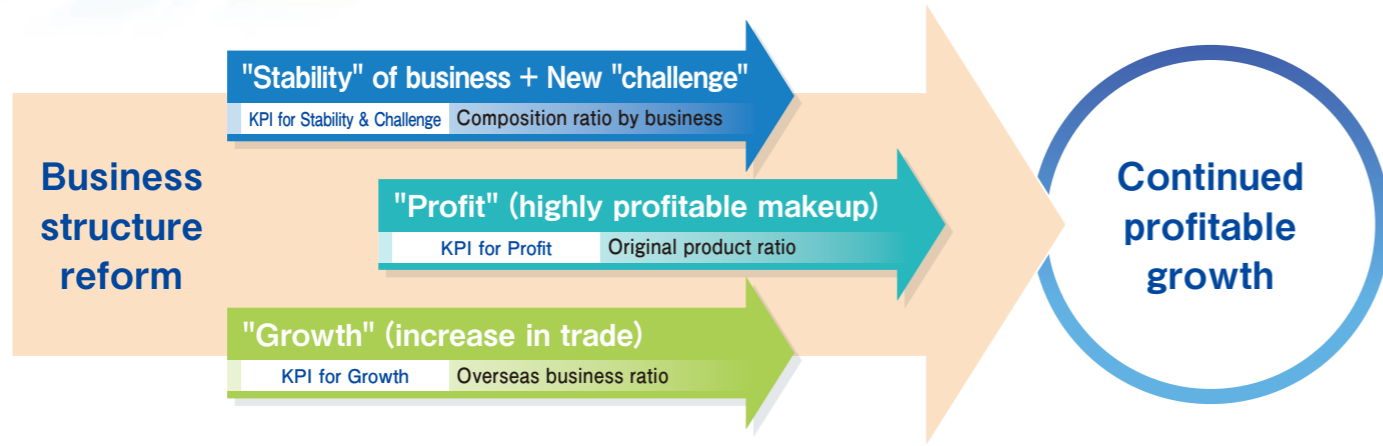 Business
structure
reform
"Stability" of business + New "challenge"
KPI for Stability & Challenge
Composition ratio by business
"Profit" (highly profitable makeup)
KPI for Profit
Original product ratio
"Growth" (increase in trade)
KPI for Growth
Overseas business ratio
Continued
profitable
growth